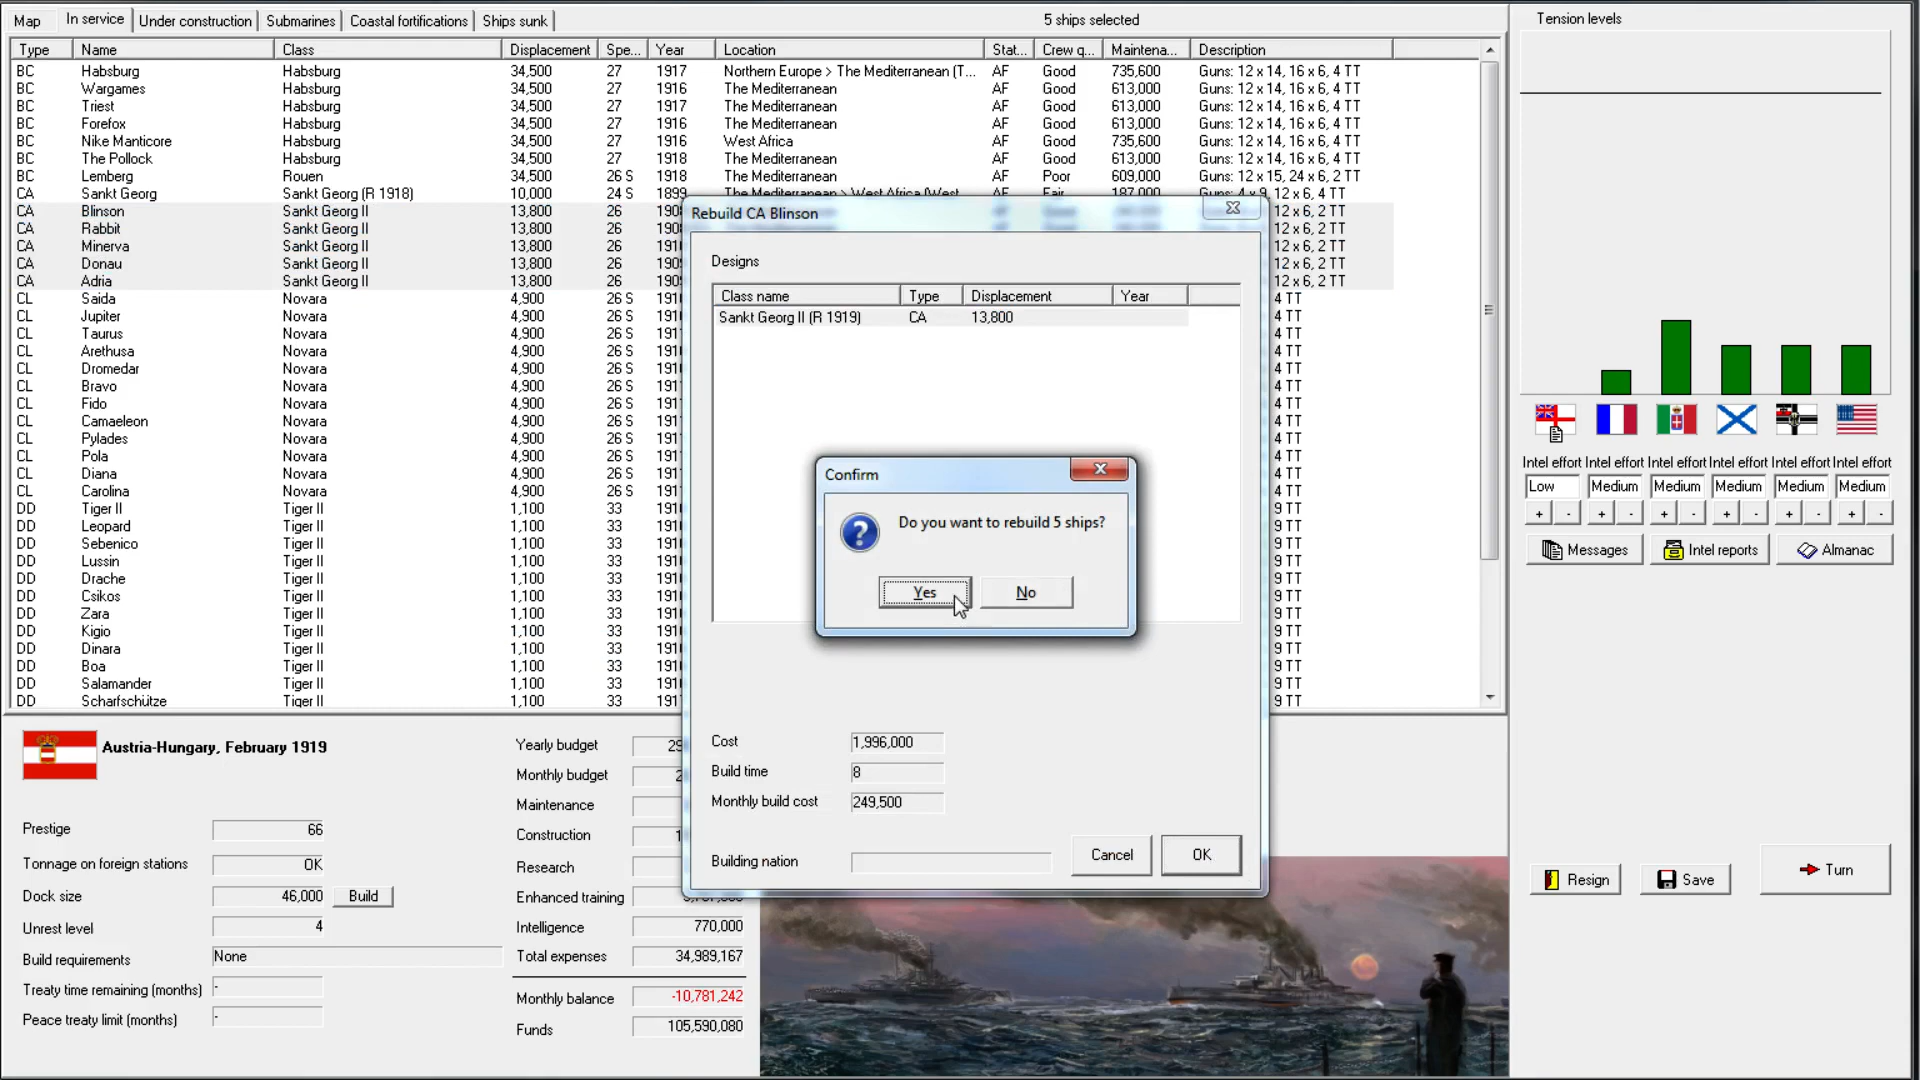 Map In service Under construction Submarines Coastal fortifications Ships sunk 5 ships selected Tension levels
Type Name Class Displacement Spe... Year Location Stat... Crew q... Maintena... Description
BC Habsburg Habsburg 34,500 27 1917 Northern Europe > The Mediterranean (T... AF Good 735,600 Guns: 12 x 14, 16 x 6, 4 TT
BC Wargames Habsburg 34,500 27 1916 The Mediterranean AF Good 613,000 Guns: 12 x 14, 16 x 6, 4 TT
BC Triest Habsburg 34,500 27 1917 The Mediterranean AF Good 613,000 Guns: 12 x 14, 16 x 6, 4 TT
BC Forefox Habsburg 34,500 27 1916 The Mediterranean AF Good 613,000 Guns: 12 x 14, 16 x 6, 4 TT
BC Nike Manticore Habsburg 34,500 27 1916 West Africa AF Good 735,600 Guns: 12 x 14, 16 x 6, 4 TT
BC The Pollock Habsburg 34,500 27 1918 The Mediterranean AF Good 613,000 Guns: 12 x 14, 16 x 6, 4 TT
BC Lemberg Rouen 34,500 26 S 1918 The Mediterranean AF Poor 609,000 Guns: 12 x 15, 24 x 6, 2 TT
CA Sankt Georg Sankt Georg (R 1918) 10,000 24 S 1899 The Mediterranean > West Africa (West AF Fair 187,000 Guns: 4 x 9, 12 x 6, 4 TT
CA Blinson Sankt Georg II 13,800 26 190 12 x 6, 2 TT
CA Rabbit Sankt Georg II 13,800 26 190 12 x 6, 2 TT
CA Minerva Sankt Georg II 13,800 26 190 12 x 6, 2 TT
CA Donau Sankt Georg II 13,800 26 190 12 x 6, 2 TT
CA Adria Sankt Georg II 13,800 26 190 12 x 6, 2 TT
CL Saida Novara 4,900 26 S 191 4 TT
CL Jupiter Novara 4,900 26 S 191 4 TT
CL Taurus Novara 4,900 26 S 191 4 TT
CL Arethusa Novara 4,900 26 S 191 4 TT
CL Dromedar Novara 4,900 26 S 191 4 TT
CL Bravo Novara 4,900 26 S 191 4 TT
CL Fido Novara 4,900 26 S 191 4 TT
CL Camaeleon Novara 4,900 26 S 191 4 TT
CL Pylades Novara 4,900 26 S 191 4 TT
CL Pola Novara 4,900 26 S 191 4 TT
CL Diana Novara 4,900 26 S 191 4 TT
CL Carolina Novara 4,900 26 S 191 4 TT
DD Tiger II Tiger II 1,100 33 191 9 TT
DD Leopard Tiger II 1,100 33 191 9 TT
DD Sebenico Tiger II 1,100 33 191 9 TT
DD Lussin Tiger II 1,100 33 191 9 TT
DD Drache Tiger II 1,100 33 191 9 TT
DD Csikos Tiger II 1,100 33 191 9 TT
DD Zara Tiger II 1,100 33 191 9 TT
DD Kigio Tiger II 1,100 33 191 9 TT
DD Dinara Tiger II 1,100 33 191 9 TT
DD Boa Tiger II 1,100 33 191 9 TT
DD Salamander Tiger II 1,100 33 191 9 TT
DD Scharfschütze Tiger II 1,100 33 191 9 TT
Rebuild CA Blinson
Designs
Class name Type Displacement Year
Sankt Georg II (R 1919) CA 13,800
Confirm
Do you want to rebuild 5 ships?
Yes No
Cost 1,996,000
Build time 8
Monthly build cost 249,500
Building nation
Cancel OK
Intel effort Intel effort Intel effort Intel effort Intel effort Intel effort
Low Medium Medium Medium Medium Medium
+ - + - + - + - + - + -
Messages Intel reports Almanac
Austria-Hungary, February 1919
Prestige 66
Tonnage on foreign stations OK
Dock size 46,000 Build
Unrest level 4
Build requirements None
Treaty time remaining (months) -
Peace treaty limit (months) -
Yearly budget 29
Monthly budget 2
Maintenance
Construction 1
Research
Enhanced training
Intelligence 770,000
Total expenses 34,989,167
Monthly balance -10,781,242
Funds 105,590,080
Resign Save Turn